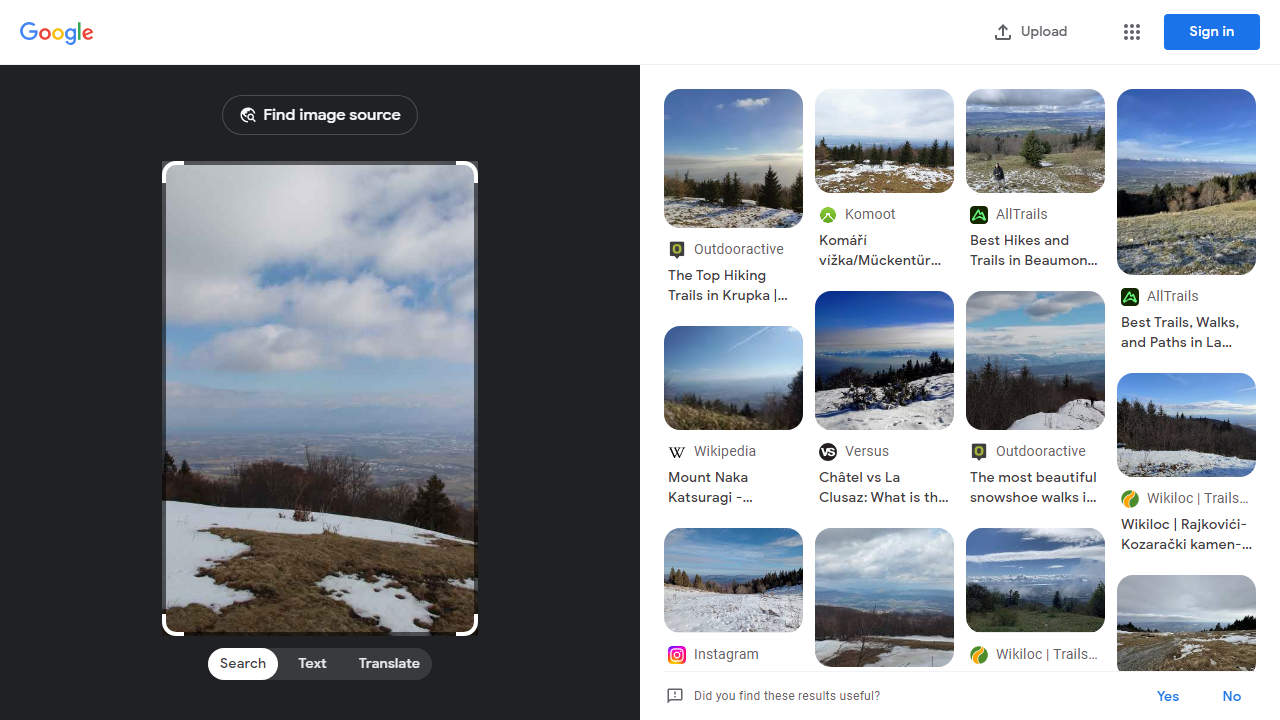 Google
Upload
Sign in
Find image source
Search
Text
Translate
Outdooractive
The Top Hiking
Trails in Krupka |...
Wikipedia
Mount Naka
Katsuragi -...
Instagram
Komoot
Komáří
vížka/Mückentür...
Versus
Châtel vs La
Clusaz: What is th...
AllTrails
Best Hikes and
Trails in Beaumon...
Outdooractive
The most beautiful
snowshoe walks i...
Wikiloc | Trails...
AllTrails
Best Trails, Walks,
and Paths in La...
Wikiloc | Trails...
Wikiloc | Rajkovići-
Kozarački kamen-...
Did you find these results useful?
Yes
No